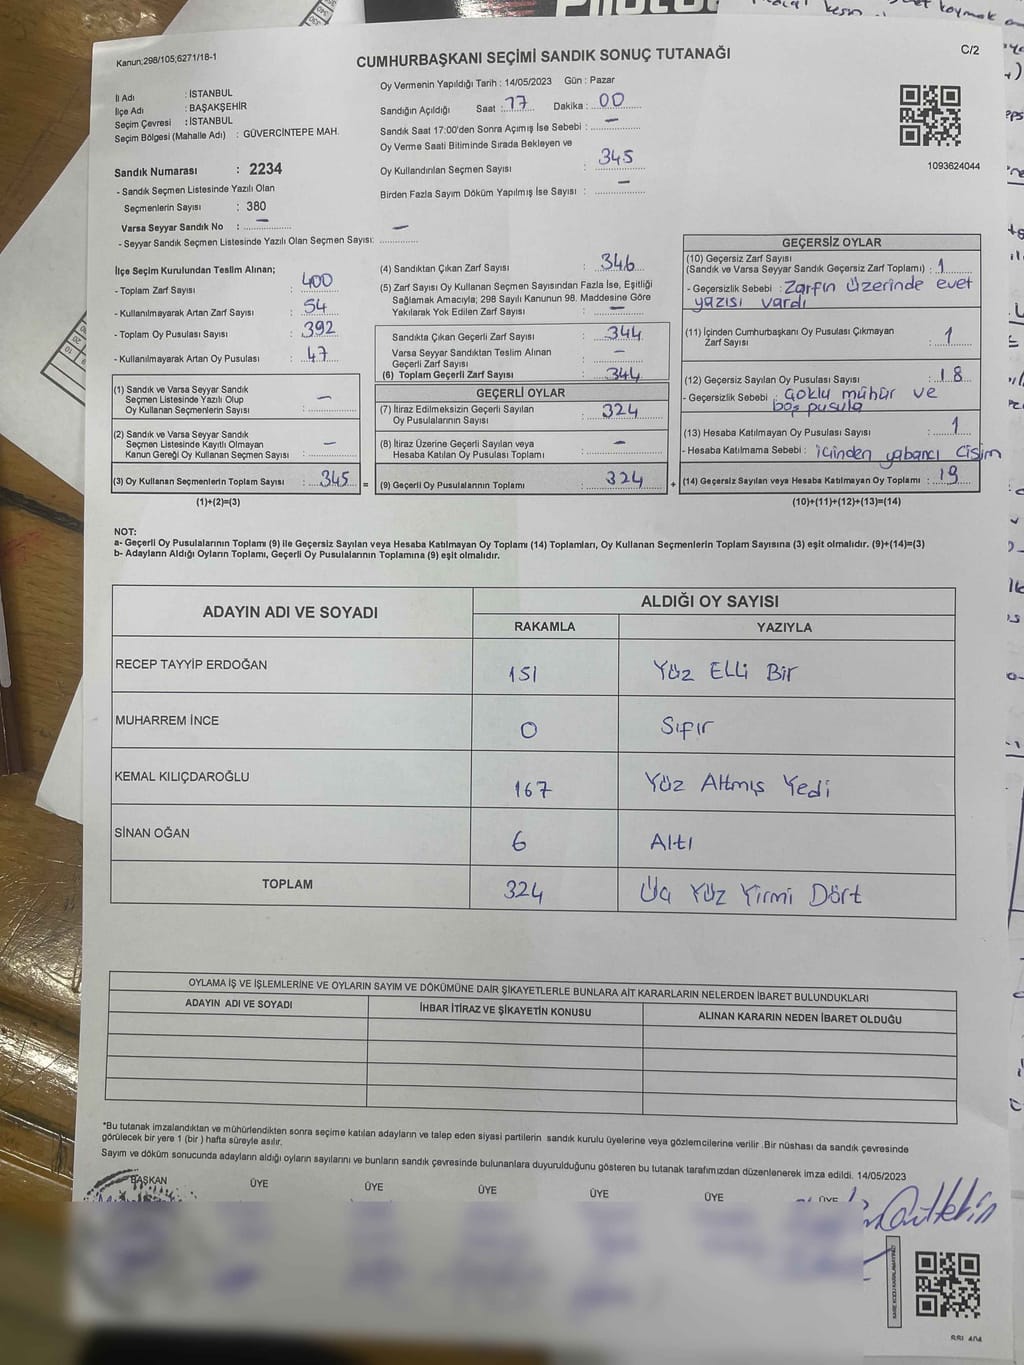 Kanun;298/105;6271/18-1
CUMHURBAŞKANI SEÇİMİ SANDIK SONUÇ TUTANAĞI
C/2
İl Adı : İSTANBUL
İlçe Adı : BAŞAKŞEHİR
Seçim Çevresi : İSTANBUL
Seçim Bölgesi (Mahalle Adı) : GÜVERCİNTEPE MAH.
Sandık Numarası : 2234
- Sandık Seçmen Listesinde Yazılı Olan
Seçmenlerin Sayısı : 380
Varsa Seyyar Sandık No : —
- Seyyar Sandık Seçmen Listesinde Yazılı Olan Seçmen Sayısı: —
Oy Vermenin Yapıldığı Tarih : 14/05/2023 Gün : Pazar
Sandığın Açıldığı Saat : 17 Dakika : 00
Sandık Saat 17:00'den Sonra Açımış İse Sebebi : —
Oy Verme Saati Bitiminde Sırada Bekleyen ve
Oy Kullandırılan Seçmen Sayısı : 345
Birden Fazla Sayım Döküm Yapılmış İse Sayısı : —
1093624044
İlçe Seçim Kurulundan Teslim Alınan;
- Toplam Zarf Sayısı : 400
- Kullanılmayarak Artan Zarf Sayısı : 54
- Toplam Oy Pusulası Sayısı : 392
- Kullanılmayarak Artan Oy Pusulası : 47
(1) Sandık ve Varsa Seyyar Sandık
Seçmen Listesinde Yazılı Olup
Oy Kullanan Seçmenlerin Sayısı : —
(2) Sandık ve Varsa Seyyar Sandık
Seçmen Listesinde Kayıtlı Olmayan
Kanun Gereği Oy Kullanan Seçmen Sayısı : —
(3) Oy Kullanan Seçmenlerin Toplam Sayısı : 345 =
(1)+(2)=(3)
(4) Sandıktan Çıkan Zarf Sayısı : 346
(5) Zarf Sayısı Oy Kullanan Seçmen Sayısından Fazla İse, Eşitliği
Sağlamak Amacıyla; 298 Sayılı Kanunun 98. Maddesine Göre
Yakılarak Yok Edilen Zarf Sayısı : —
Sandıkta Çıkan Geçerli Zarf Sayısı : 344
Varsa Seyyar Sandıktan Teslim Alınan
Geçerli Zarf Sayısı : —
(6) Toplam Geçerli Zarf Sayısı : 344
GEÇERLİ OYLAR
(7) İtiraz Edilmeksizin Geçerli Sayılan
Oy Pusulalarının Sayısı : 324
(8) İtiraz Üzerine Geçerli Sayılan veya
Hesaba Katılan Oy Pusulası Toplamı : —
(9) Geçerli Oy Pusulalarının Toplamı : 324 +
GEÇERSİZ OYLAR
(10) Geçersiz Zarf Sayısı
(Sandık ve Varsa Seyyar Sandık Geçersiz Zarf Toplamı) : 1
- Geçersizlik Sebebi : Zarfın Üzerinde evet
yazısı vardı
(11) İçinden Cumhurbaşkanı Oy Pusulası Çıkmayan
Zarf Sayısı : 1
(12) Geçersiz Sayılan Oy Pusulası Sayısı : 18
- Geçersizlik Sebebi : Çoklu mühür ve
boş pusula
(13) Hesaba Katılmayan Oy Pusulası Sayısı : 1
- Hesaba Katılmama Sebebi : içinden yabancı cisim
(14) Geçersiz Sayılan veya Hesaba Katılmayan Oy Toplamı : 19
(10)+(11)+(12)+(13)=(14)
NOT:
a- Geçerli Oy Pusulalarının Toplamı (9) ile Geçersiz Sayılan veya Hesaba Katılmayan Oy Toplamı (14) Toplamları, Oy Kullanan Seçmenlerin Toplam Sayısına (3) eşit olmalıdır. (9)+(14)=(3)
b- Adayların Aldığı Oyların Toplamı, Geçerli Oy Pusulalarının Toplamına (9) eşit olmalıdır.
ADAYIN ADI VE SOYADI
ALDIĞI OY SAYISI
RAKAMLA YAZIYLA
RECEP TAYYİP ERDOĞAN 151 Yüz ELLi Bir
MUHARREM İNCE 0 Sıfır
KEMAL KILIÇDAROĞLU 167 Yüz Altmış Yedi
SİNAN OĞAN 6 Altı
TOPLAM 324 Üç Yüz Yirmi Dört
OYLAMA İŞ VE İŞLEMLERİNE VE OYLARIN SAYIM VE DÖKÜMÜNE DAİR ŞİKAYETLERLE BUNLARA AİT KARARLARIN NELERDEN İBARET BULUNDUKLARI
ADAYIN ADI VE SOYADI İHBAR İTİRAZ VE ŞİKAYETİN KONUSU ALINAN KARARIN NEDEN İBARET OLDUĞU
*Bu tutanak imzalandıktan ve mühürlendikten sonra seçime katılan adayların ve talep eden siyasi partilerin sandık kurulu üyelerine veya gözlemcilerine verilir .Bir nüshası da sandık çevresinde
görülecek bir yere 1 (bir ) hafta süreyle asılır.
Sayım ve döküm sonucunda adayların aldığı oyların sayılarını ve bunların sandık çevresinde bulunanlara duyurulduğunu gösteren bu tutanak tarafımızdan düzenlenerek imza edildi. 14/05/2023
BAŞKAN ÜYE ÜYE ÜYE ÜYE ÜYE ÜYE